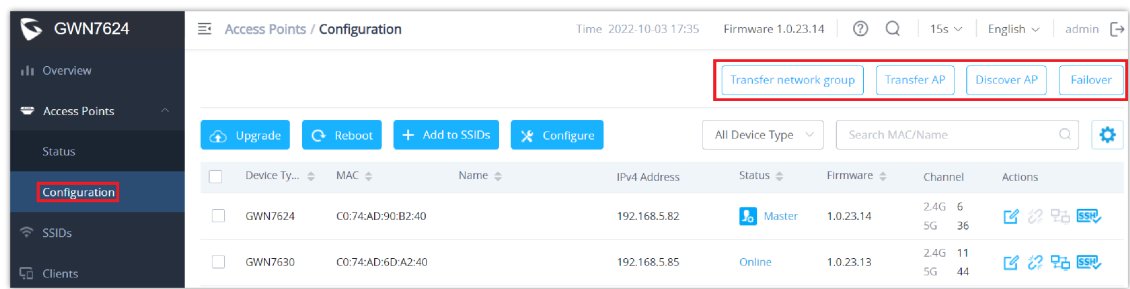 GWN7624
Access Points / Configuration
Time 2022-10-03 17:35
Firmware 1.0.23.14
15s
English
admin
Overview
Access Points
Status
Configuration
SSIDs
Clients
Transfer network group
Transfer AP
Discover AP
Failover
Upgrade
Reboot
+ Add to SSIDs
Configure
All Device Type
Search MAC/Name
Device Ty... MAC Name IPv4 Address Status Firmware Channel Actions
GWN7624 C0:74:AD:90:B2:40 192.168.5.82 Master 1.0.23.14 2.4G 6 SSH
5G 36
GWN7630 C0:74:AD:6D:A2:40 192.168.5.85 Online 1.0.23.13 2.4G 11 SSH
5G 44